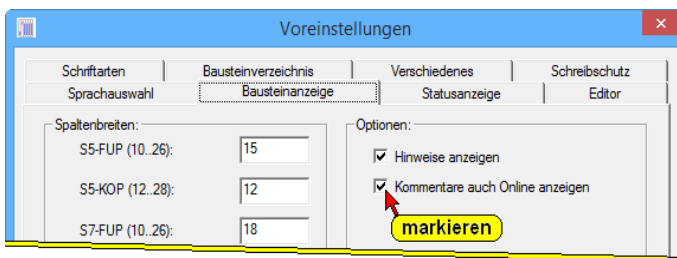 Voreinstellungen
Schriftarten Bausteinverzeichnis Verschiedenes Schreibschutz
Sprachauswahl Bausteinanzeige Statusanzeige Editor
Spaltenbreiten: Optionen:
S5-FUP (10..26): 15 Hinweise anzeigen
S5-KOP (12..28): 12 Kommentare auch Online anzeigen
S7-FUP (10..26): 18 markieren